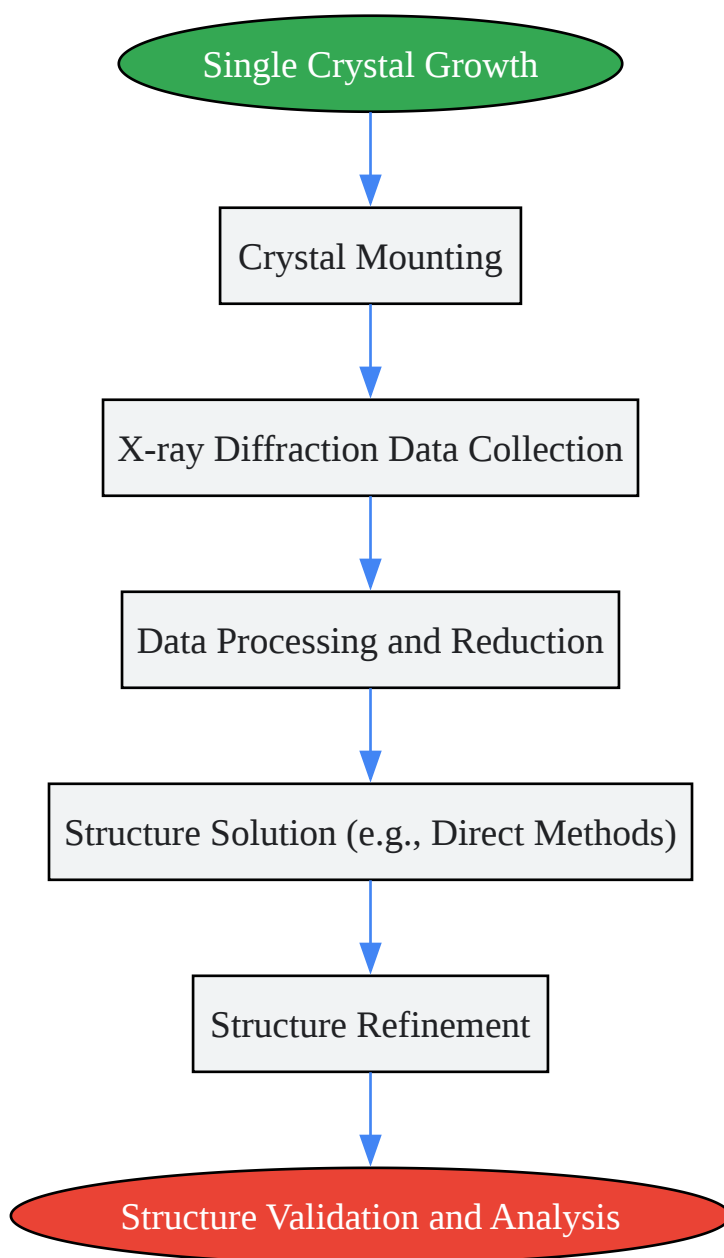 Single Crystal Growth
Crystal Mounting
X-ray Diffraction Data Collection
Data Processing and Reduction
Structure Solution (e.g., Direct Methods)
Structure Refinement
Structure Validation and Analysis